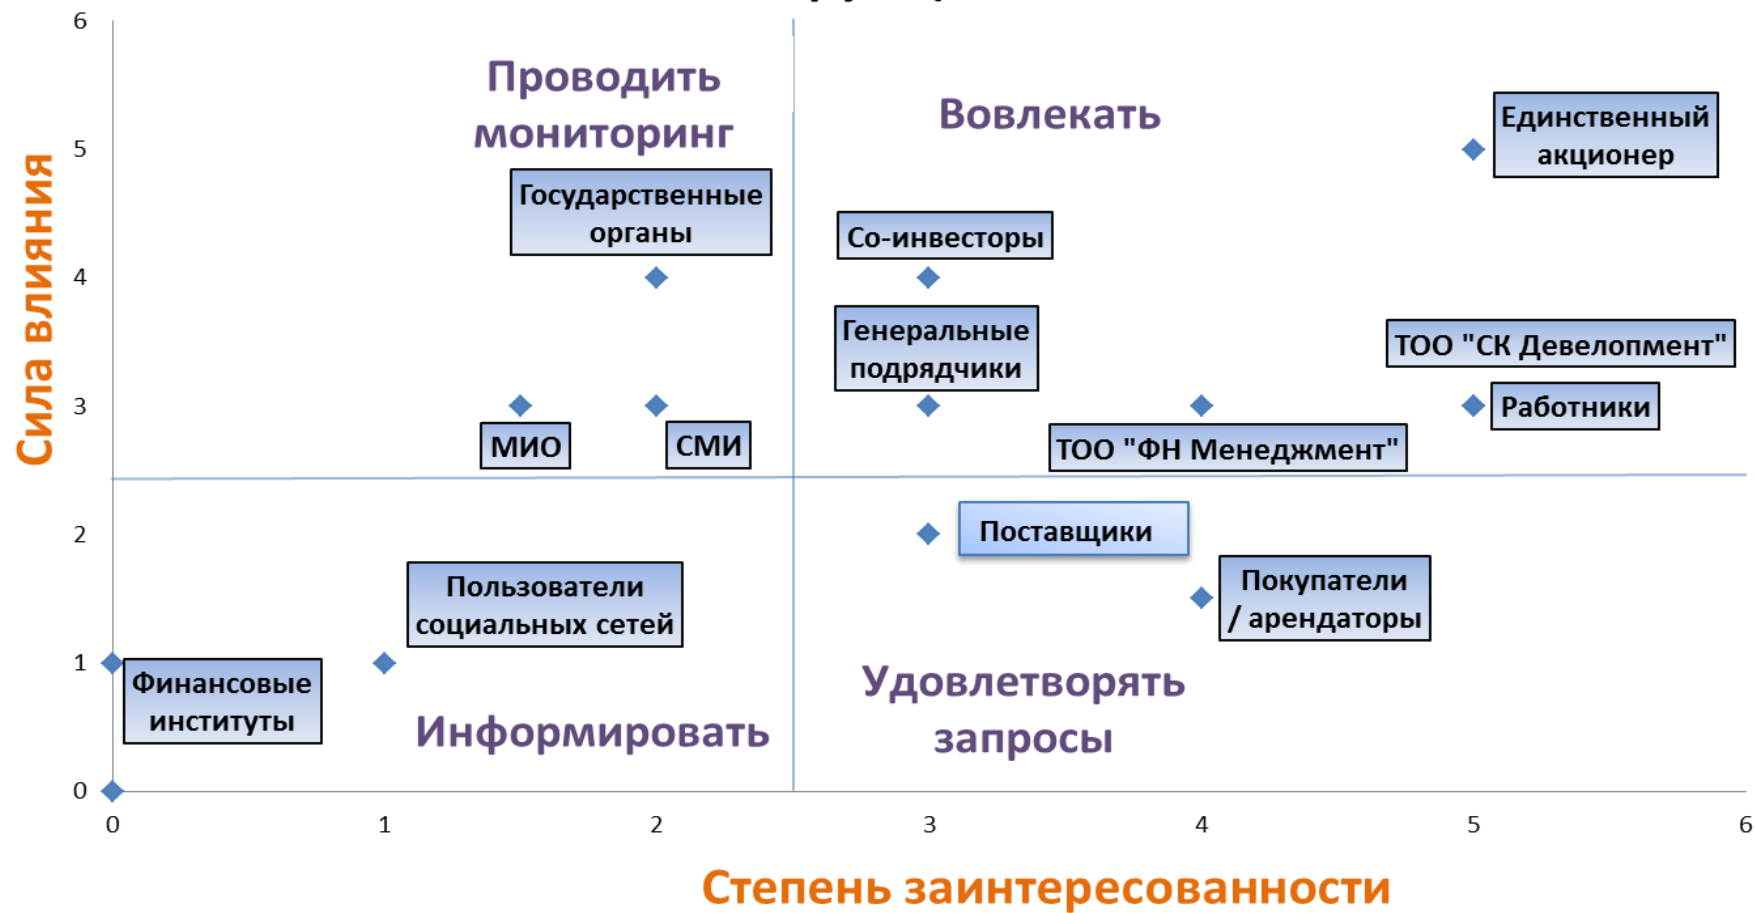 6
Проводить
мониторинг
Вовлекать
Единственный
акционер
5
Государственные
органы
Со-инвесторы
4
Генеральные
подрядчики
ТОО "СК Девелопмент"
3
Работники
МИО
СМИ
ТОО "ФН Менеджмент"
Сила влияния
2
Поставщики
Пользователи
социальных сетей
Покупатели
/ арендаторы
1
Финансовые
институты
Информировать
Удовлетворять
запросы
0
0 1 2 3 4 5 6
Степень заинтересованности